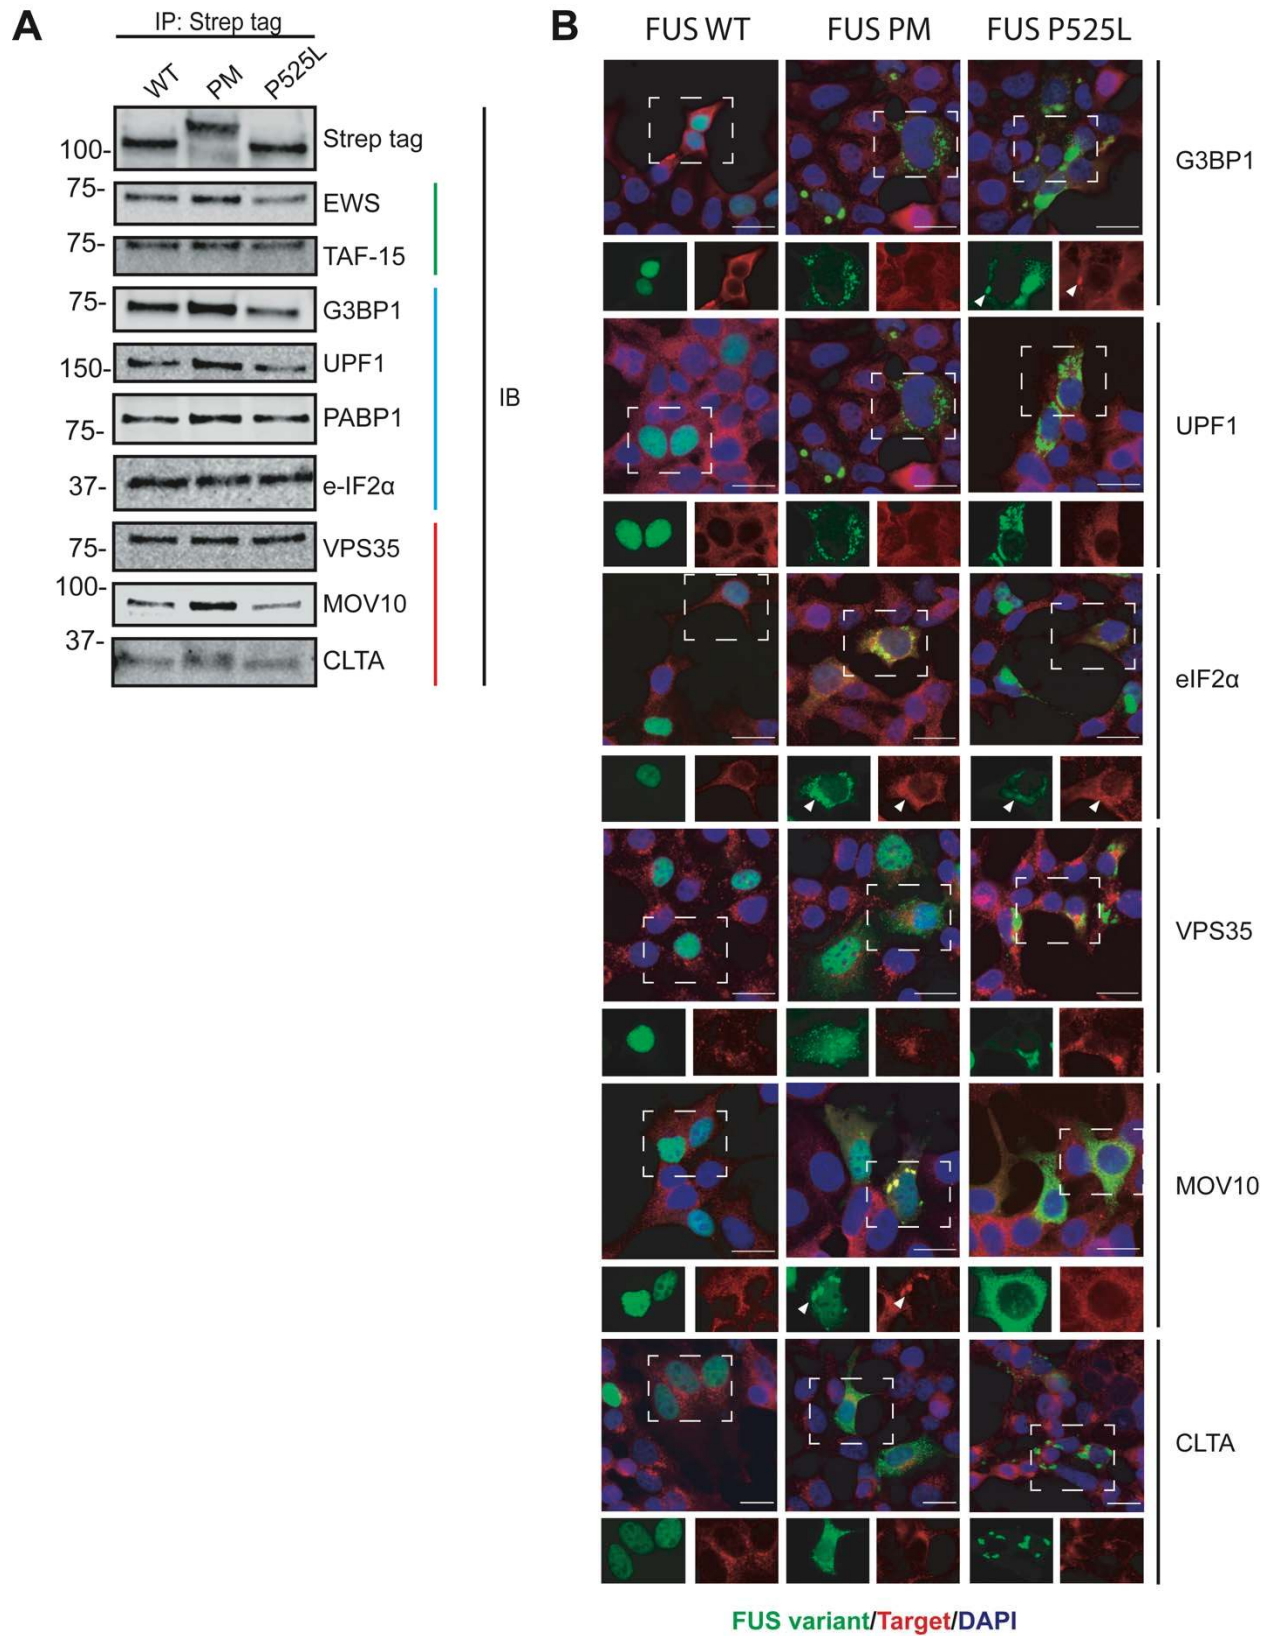 A
IP: Strep tag
WT PM P525L
100- Strep tag
75- EWS
75- TAF-15
75- G3BP1
150- UPF1
75- PABP1
37- e-IF2α
75- VPS35
100- MOV10
37- CLTA
IB
B
FUS WT FUS PM FUS P525L
G3BP1
UPF1
eIF2α
VPS35
MOV10
CLTA
FUS variant/Target/DAPI